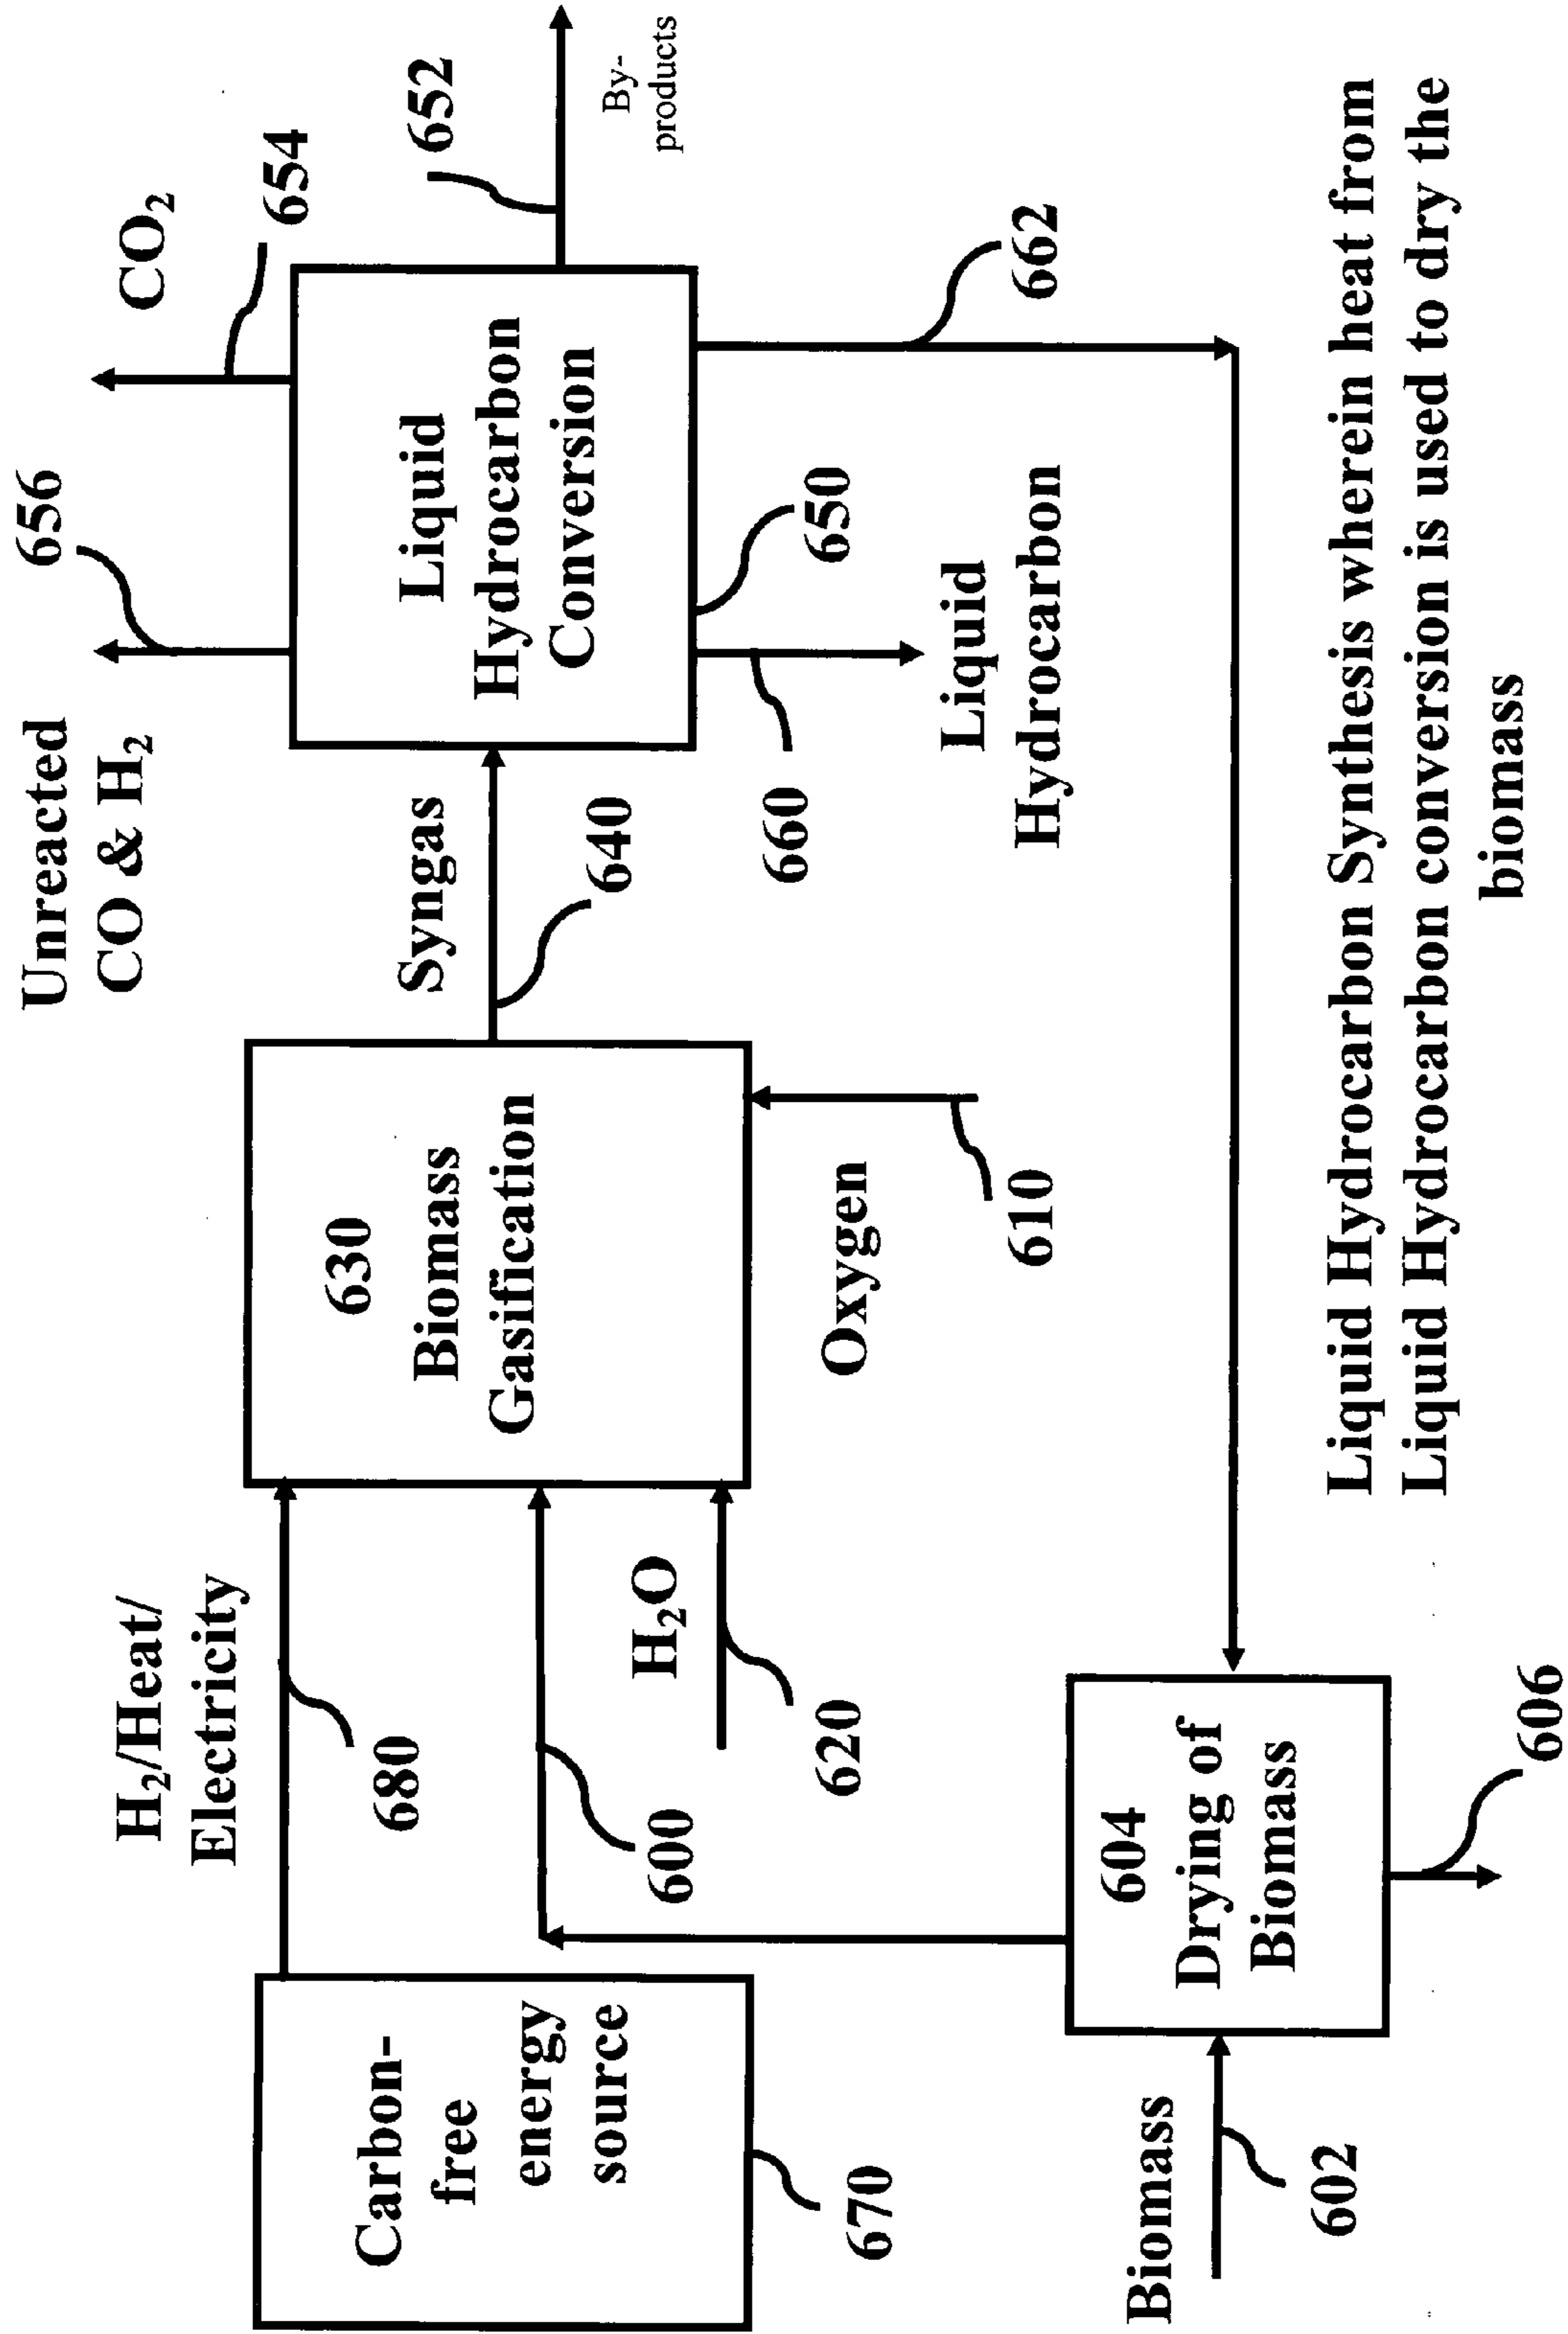 Unreacted
CO & H₂
656
CO₂
654
652
By-
products
Liquid
Hydrocarbon
Conversion
Syngas
640
660
650
Liquid
Hydrocarbon
662
H₂/Heat/
Electricity
680
630
Biomass
Gasification
Oxygen
610
H₂O
620
600
Carbon-
free
energy
source
670
Biomass
602
604
Drying of
Biomass
606
Liquid Hydrocarbon Synthesis wherein heat from
Liquid Hydrocarbon conversion is used to dry the
biomass